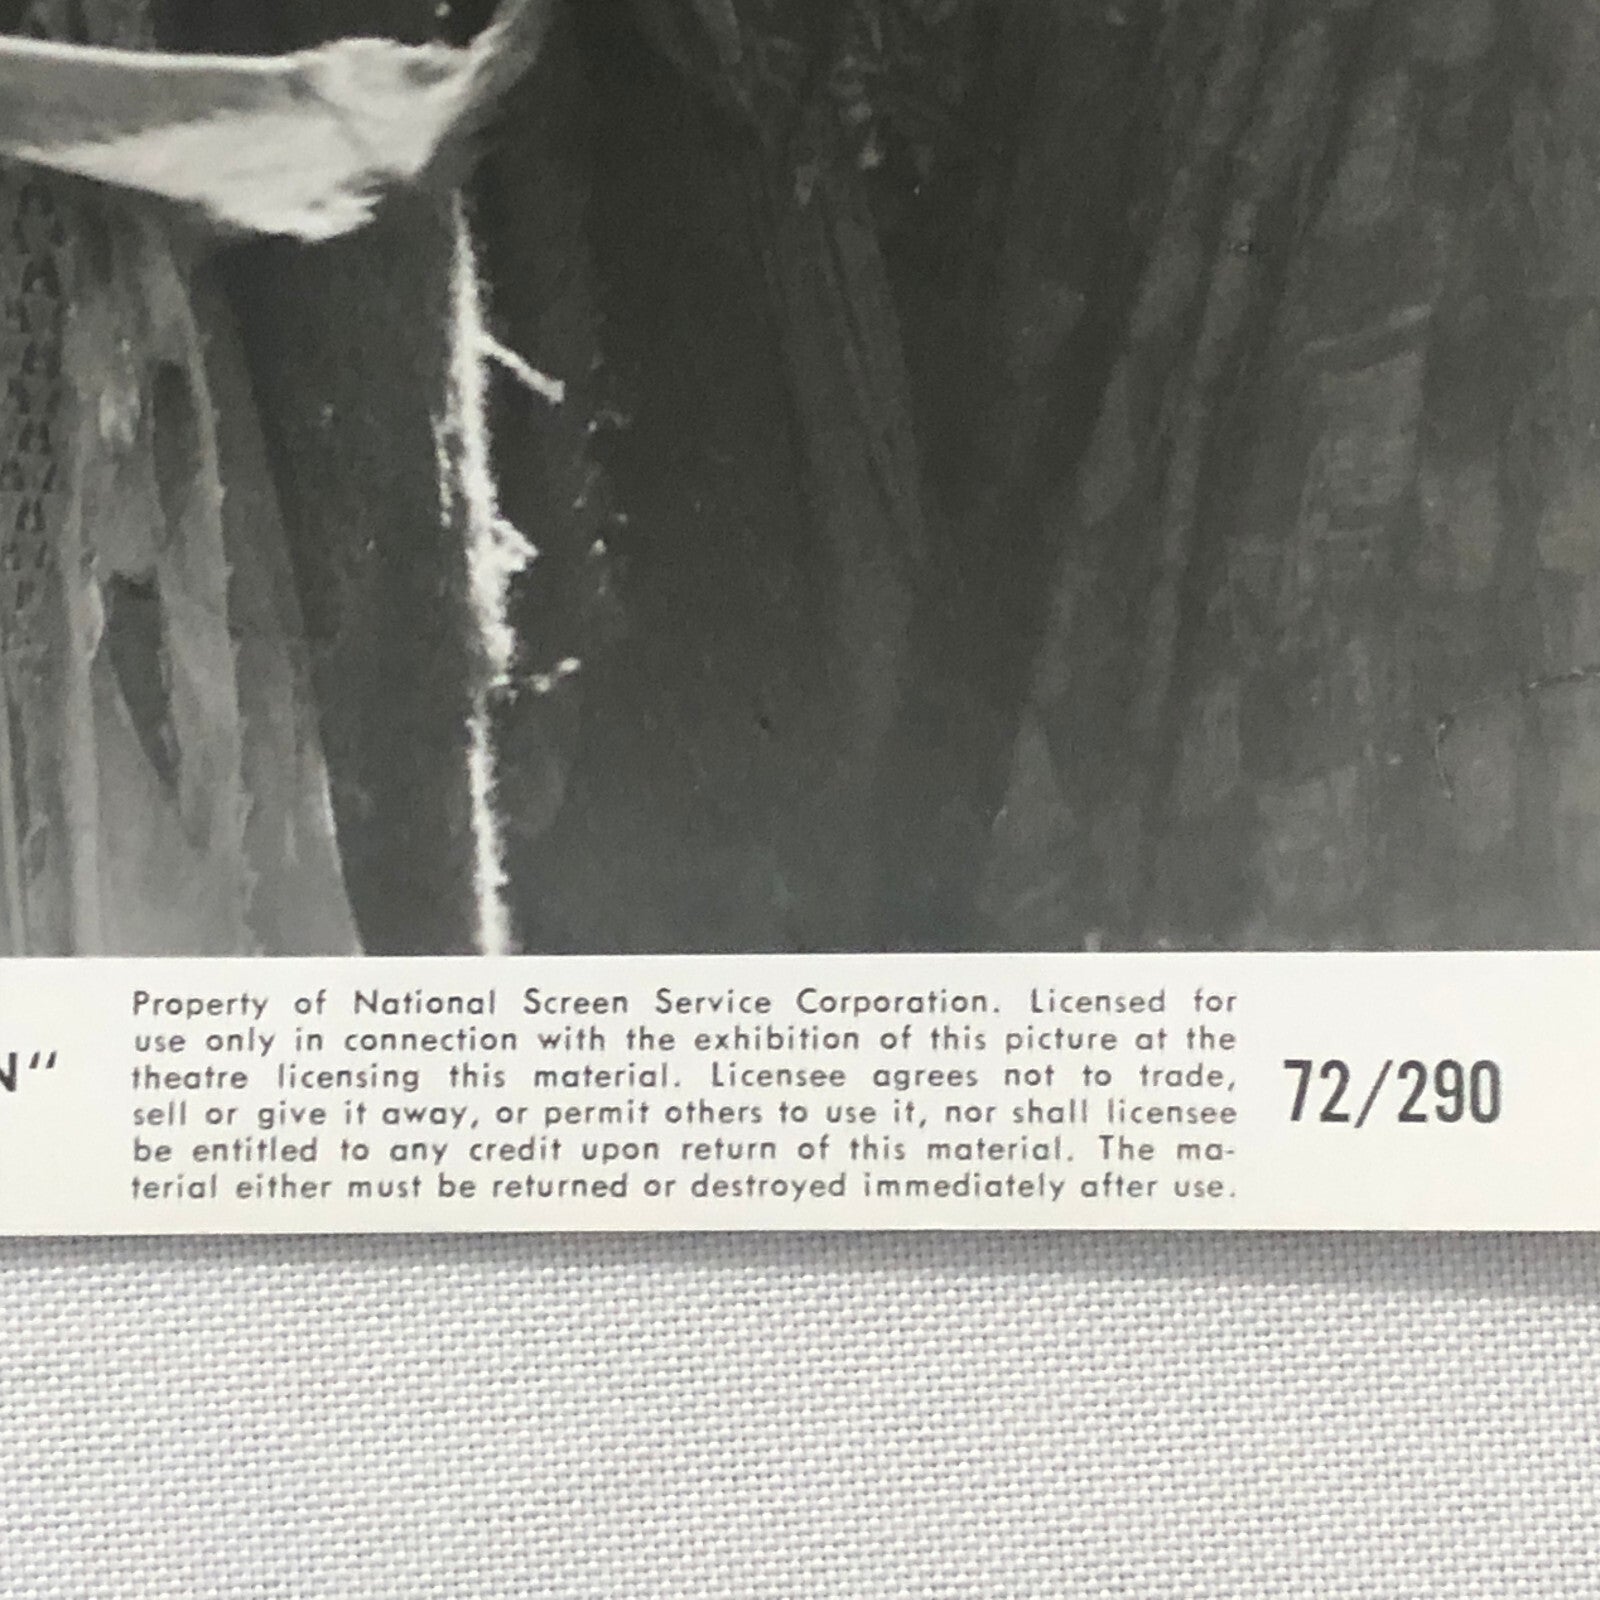 N"
Property of National Screen Service Corporation. Licensed for
use only in connection with the exhibition of this picture at the
theatre licensing this material. Licensee agrees not to trade,
sell or give it away, or permit others to use it, nor shall licensee
be entitled to any credit upon return of this material. The ma-
terial either must be returned or destroyed immediately after use.
72/290